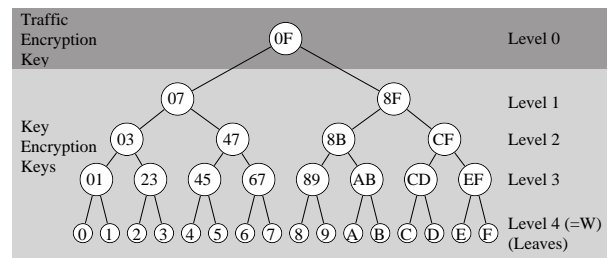 Traffic
Encryption
Key
0F
Level 0
07
8F
Level 1
Key
Encryption
Keys
03
47
8B
CF
Level 2
01
23
45
67
89
AB
CD
EF
Level 3
0 1 2 3 4 5 6 7 8 9 A B C D E F
Level 4 (=W)
(Leaves)